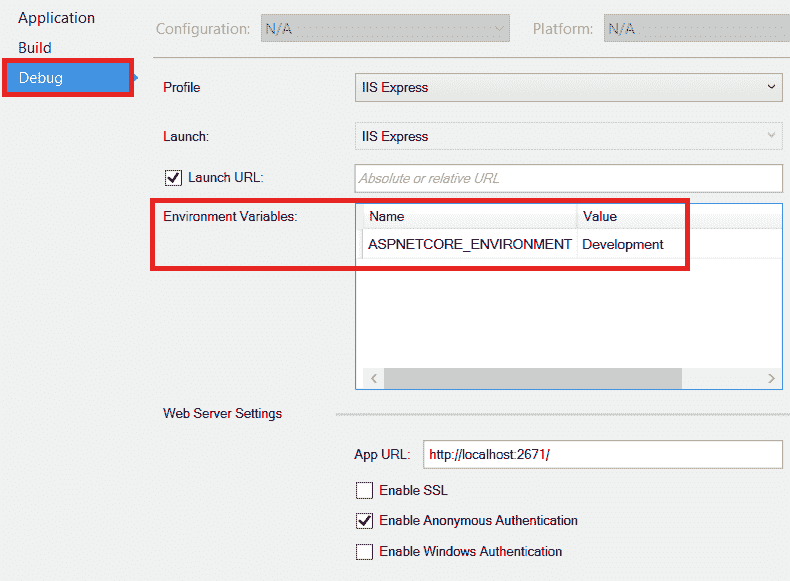 Application
Build
Debug
Configuration: N/A Platform: N/A
Profile IIS Express
Launch: IIS Express
Launch URL: Absolute or relative URL
Environment Variables: Name Value
ASPNETCORE_ENVIRONMENT Development
Web Server Settings
App URL: http://localhost:2671/
Enable SSL
Enable Anonymous Authentication
Enable Windows Authentication